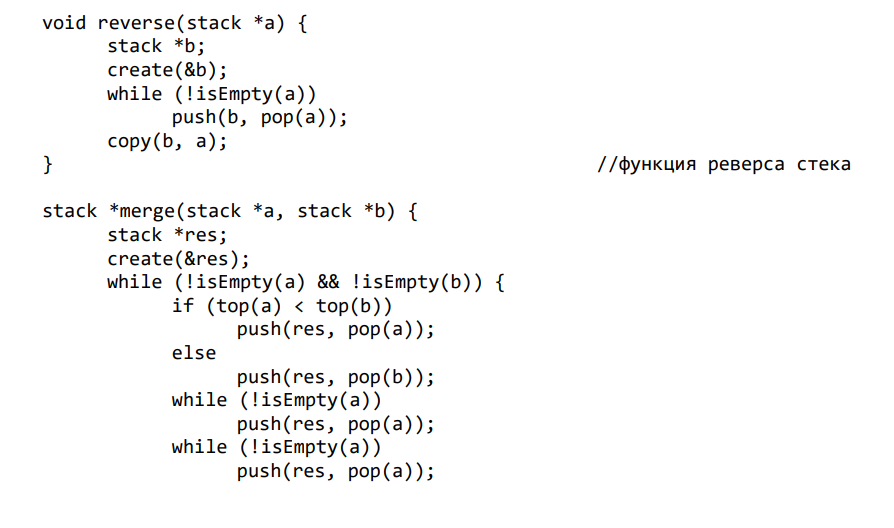 void reverse(stack *a) {
stack *b;
create(&b);
while (!isEmpty(a))
push(b, pop(a));
copy(b, a);
} //функция реверса стека
stack *merge(stack *a, stack *b) {
stack *res;
create(&res);
while (!isEmpty(a) && !isEmpty(b)) {
if (top(a) < top(b))
push(res, pop(a));
else
push(res, pop(b));
while (!isEmpty(a))
push(res, pop(a));
while (!isEmpty(a))
push(res, pop(a));